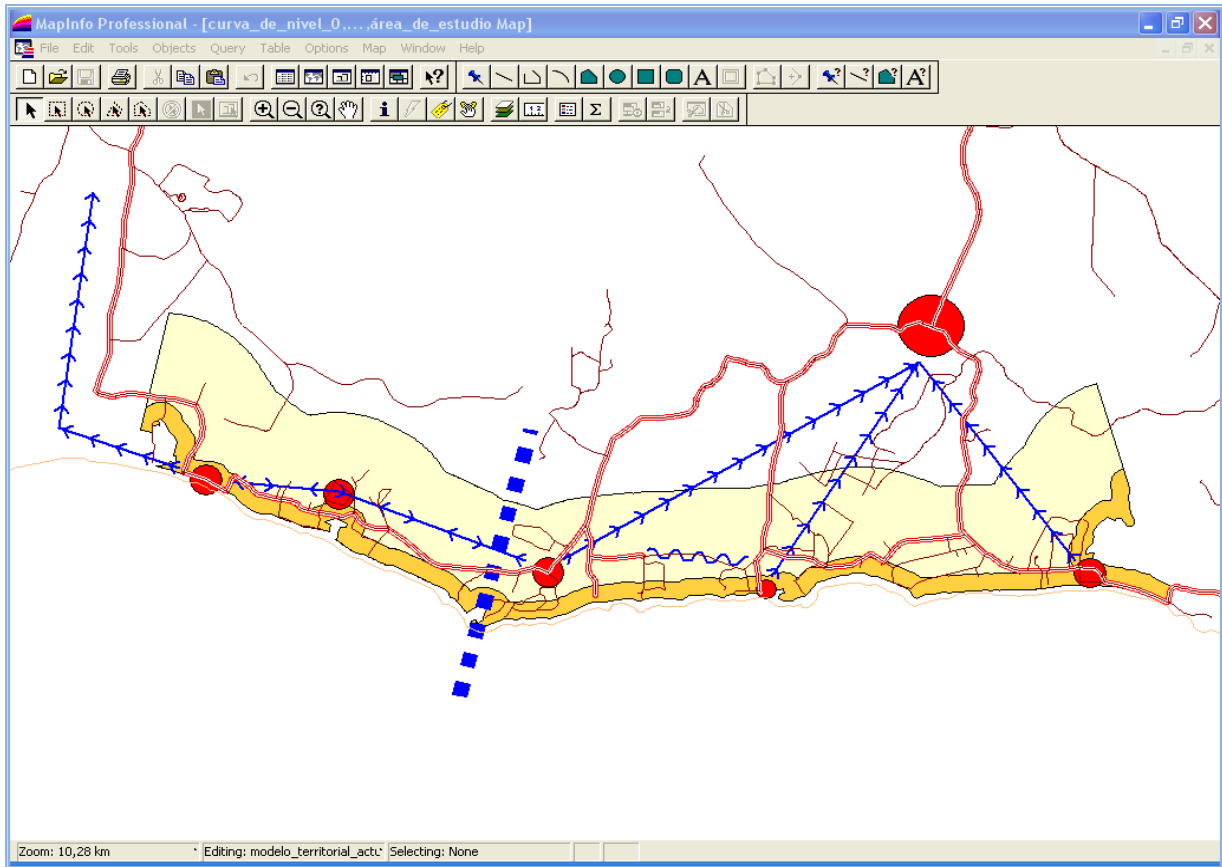 MapInfo Professional - [curva_de_nivel_0,...,área_de_estudio Map]
File Edit Tools Objects Query Table Options Map Window Help
Zoom: 10,28 km Editing: modelo_territorial_actu Selecting: None